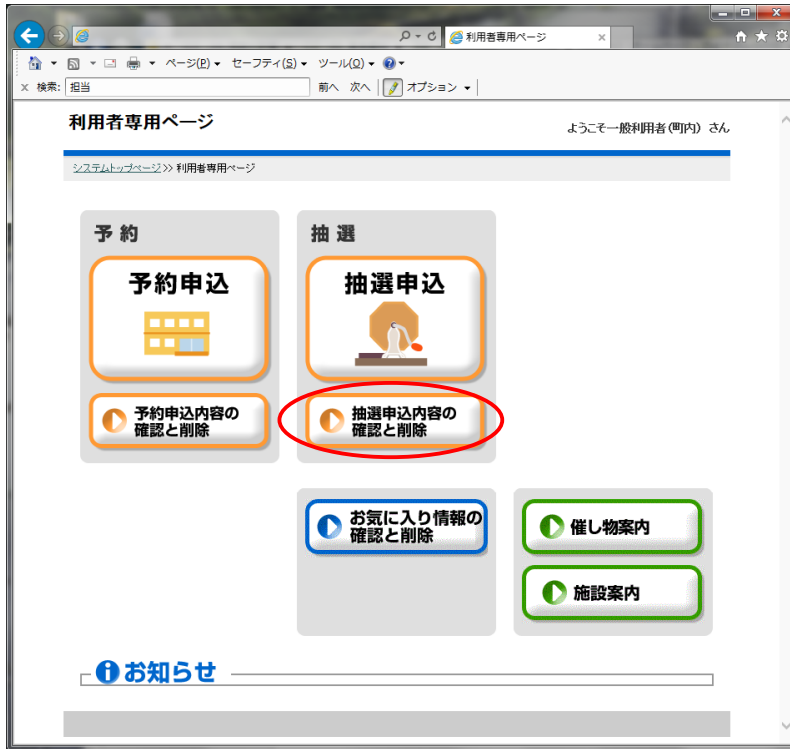 利用者専用ページ
ページ(P) セーフティ(S) ツール(O)
x 検索: 担当 前へ 次へ オプション
利用者専用ページ
ようこそ一般利用者(町内) さん
システムトップページ>> 利用者専用ページ
予約
抽選
予約申込
抽選申込
予約申込内容の
確認と削除
抽選申込内容の
確認と削除
お気に入り情報の
確認と削除
催し物案内
施設案内
お知らせ